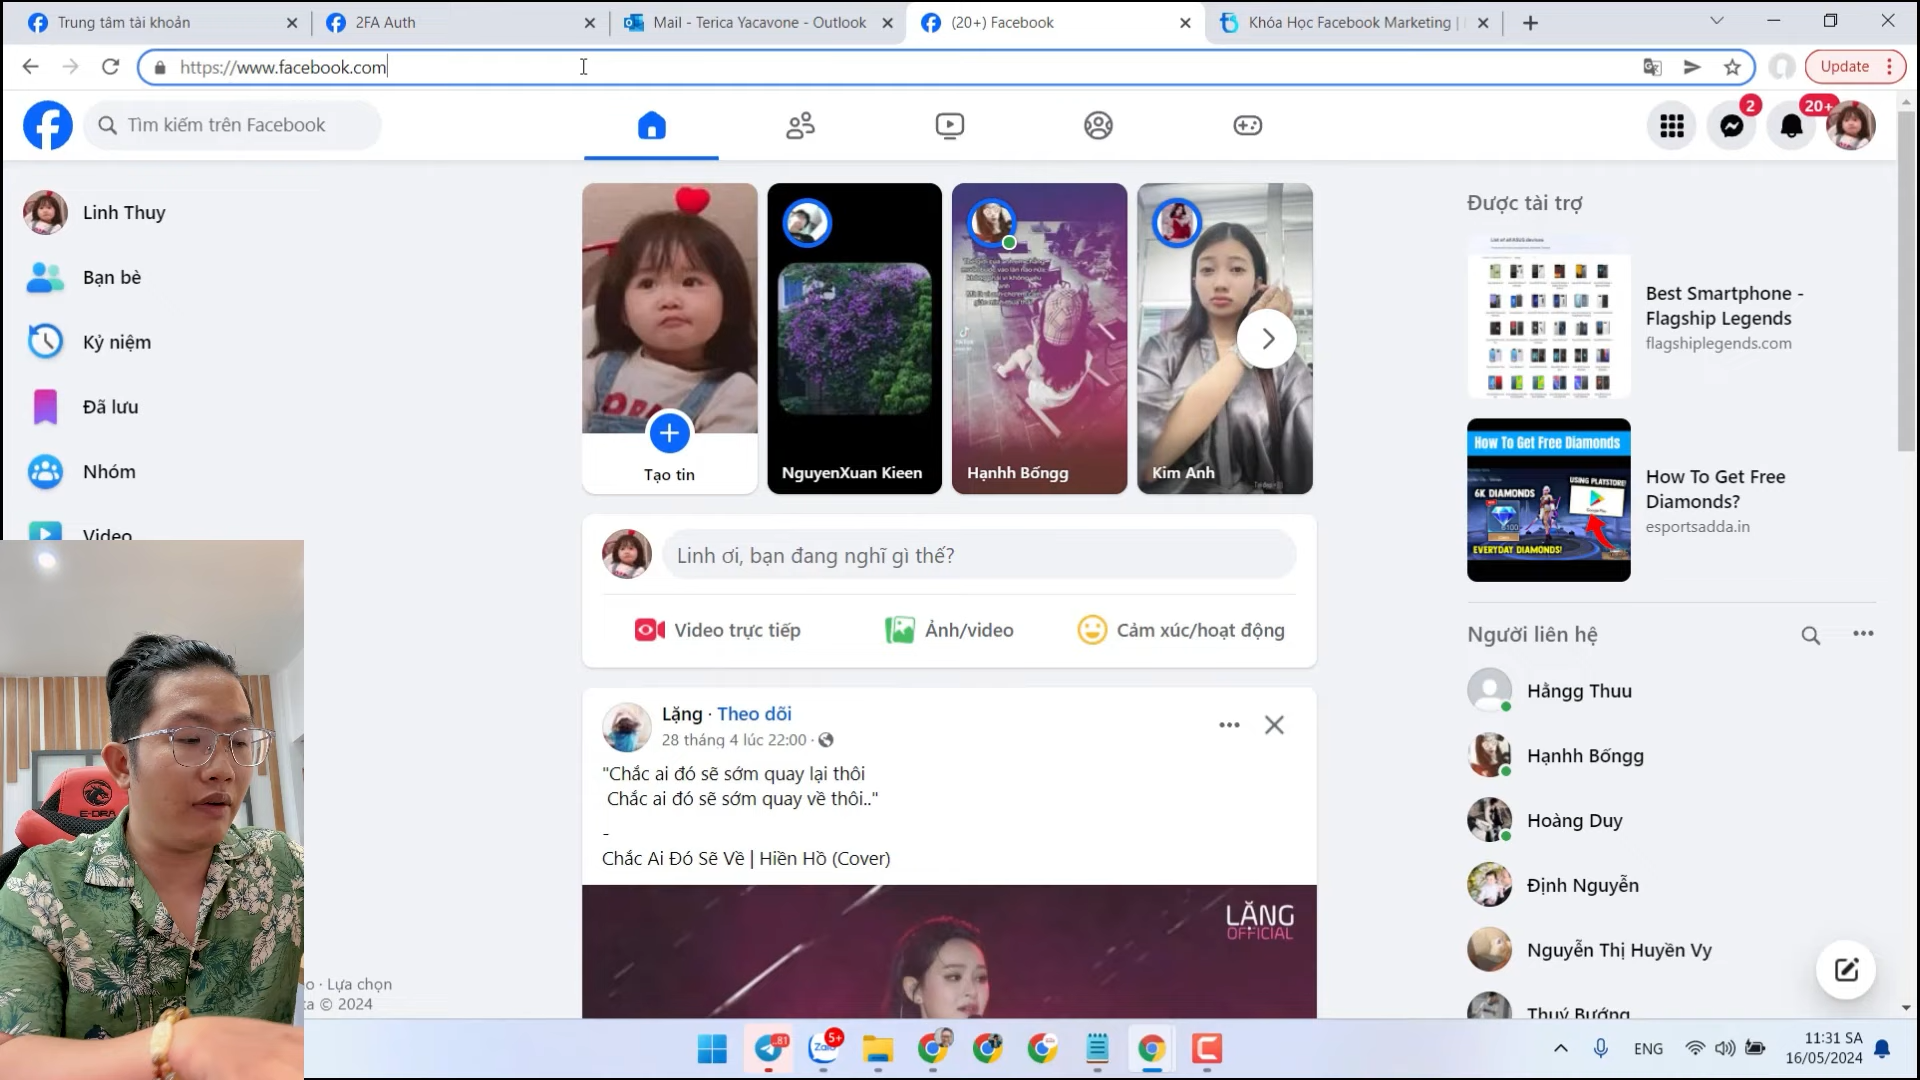 Trung tâm tài khoản
2FA Auth
Mail - Terica Yacavone - Outlook
(20+) Facebook
Khóa Học Facebook Marketing |
https://www.facebook.com
Update
Tìm kiếm trên Facebook
2
20+
Linh Thuy
Bạn bè
Kỷ niệm
Đã lưu
Nhóm
Video
Tạo tin
NguyenXuan Kieen
Hạnhh Bốngg
Kim Anh
Linh ơi, bạn đang nghĩ gì thế?
Video trực tiếp
Ảnh/video
Cảm xúc/hoạt động
Lặng · Theo dõi
28 tháng 4 lúc 22:00 ·
"Chắc ai đó sẽ sớm quay lại thôi
Chắc ai đó sẽ sớm quay về thôi.."
-
Chắc Ai Đó Sẽ Về | Hiền Hồ (Cover)
LẶNG
OFFICIAL
Được tài trợ
Best Smartphone -
Flagship Legends
flagshiplegends.com
How To Get Free Diamonds
6K DIAMONDS
USING PLAYSTORE!
EVERYDAY DIAMONDS!
How To Get Free
Diamonds?
esportsadda.in
Người liên hệ
Hằngg Thuu
Hạnhh Bốngg
Hoàng Duy
Định Nguyễn
Nguyễn Thị Huyền Vy
Thuý Bướng
o · Lựa chọn
ta © 2024
E-DRA
81
Zalo
5+
ENG
11:31 SA
16/05/2024